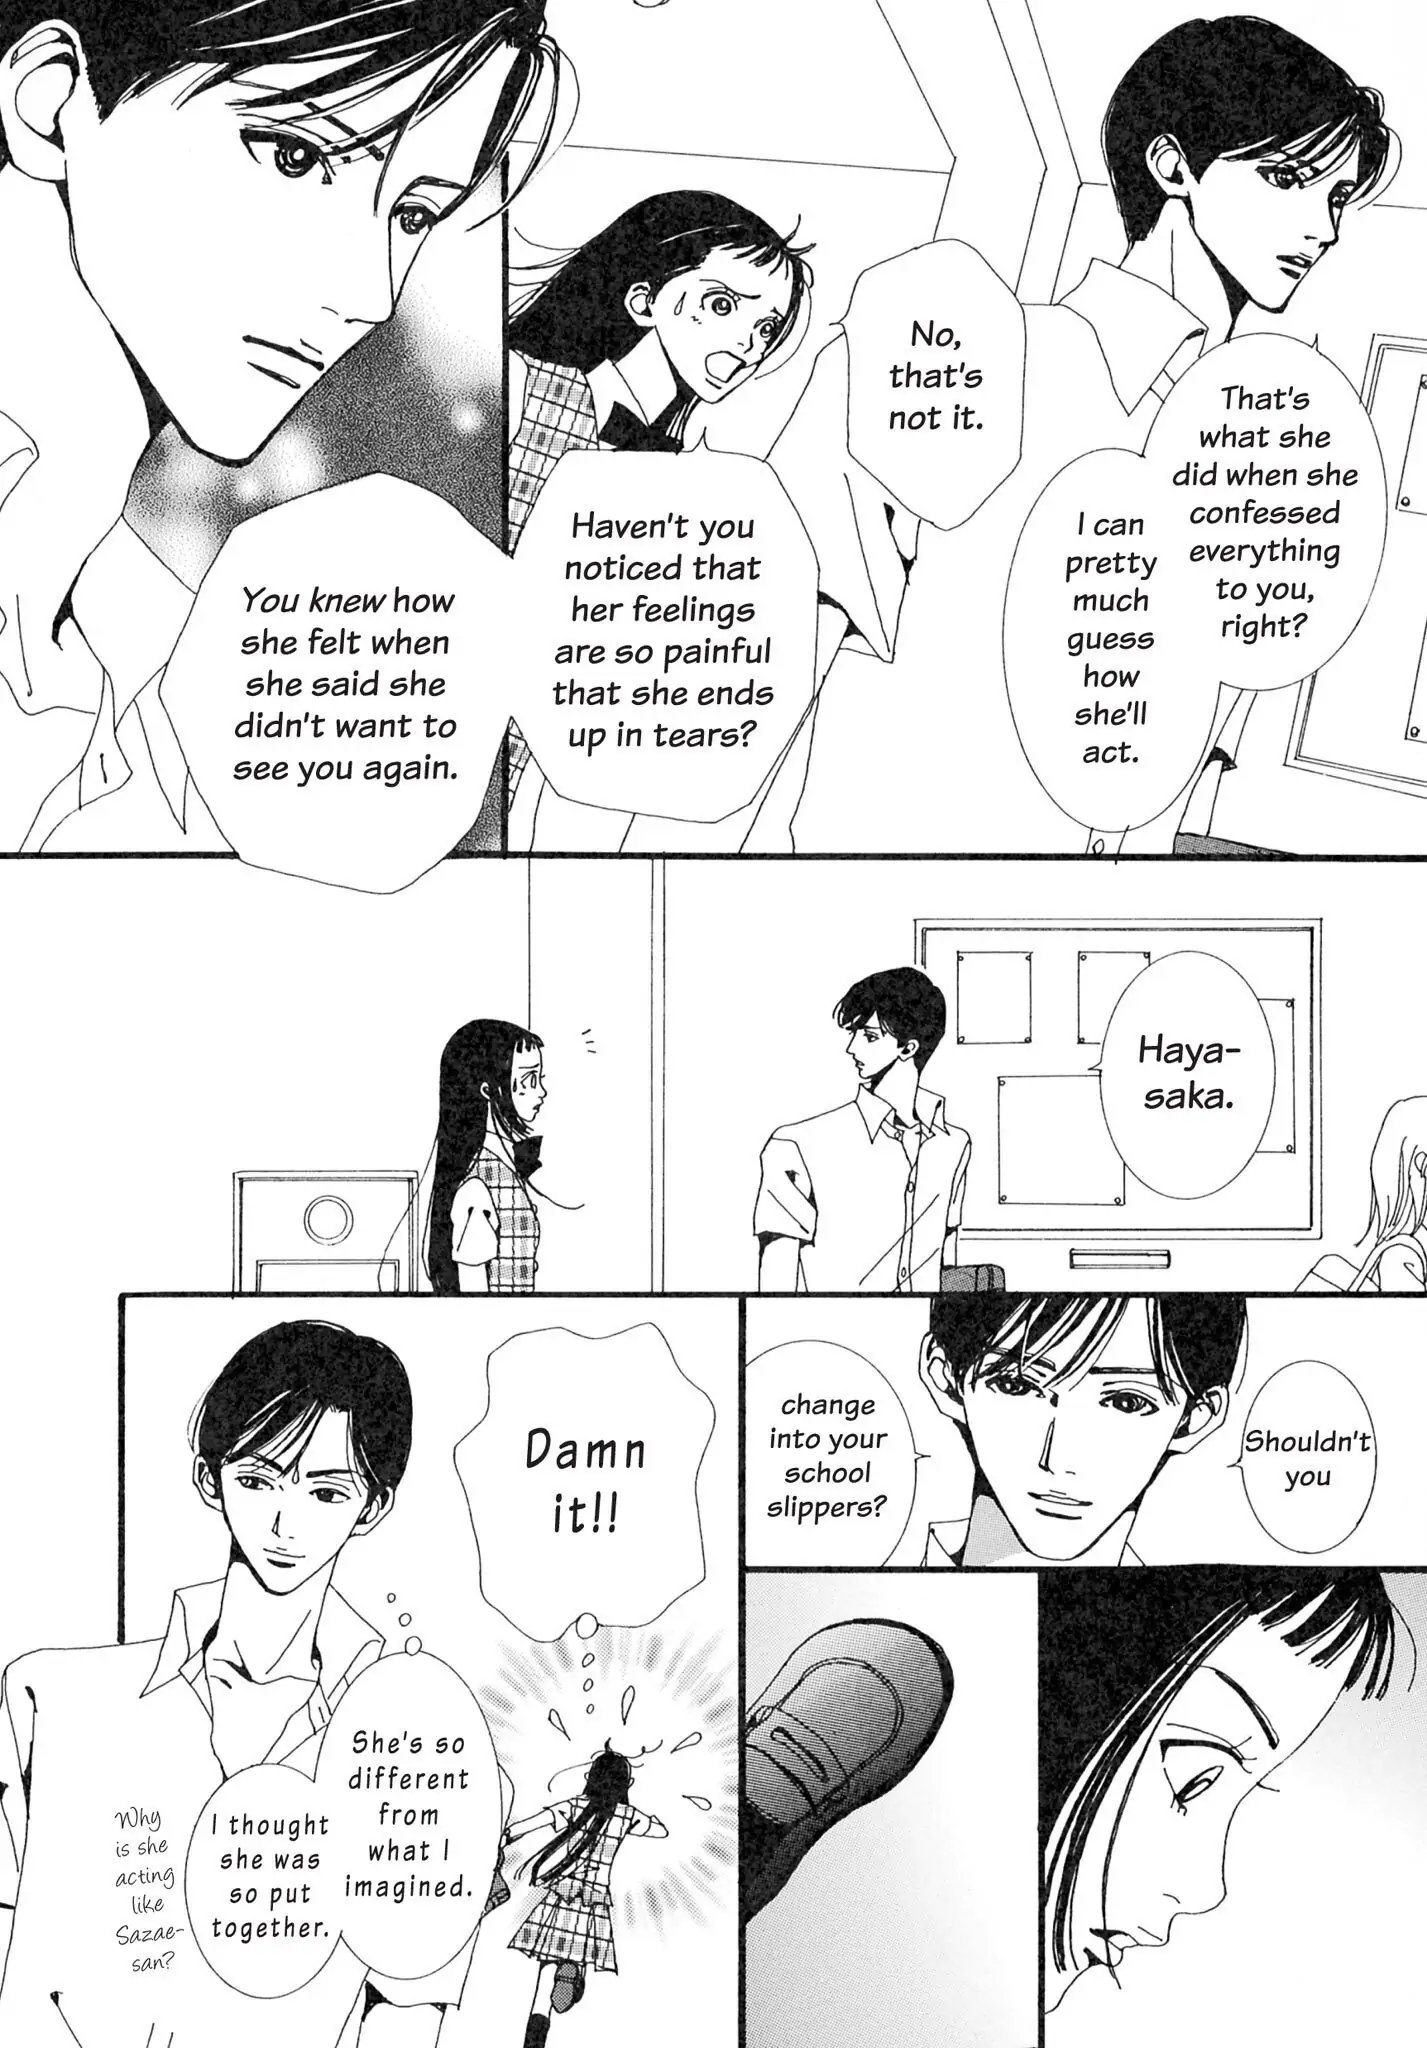 That's
what she
did when she
confessed
everything
to you,
right?
I can
pretty
much
guess
how
she'll
act.
No,
that's
not it.
Haven't you
noticed that
her feelings
are so painful
that she ends
up in tears?
You knew how
she felt when
she said she
didn't want to
see you again.
Haya-
saka.
Shouldn't
you
change
into your
school
slippers?
Damn
it!!
She's so
different
from
what I
imagined.
I thought
she was
so put
together.
Why
is she
acting
like
Sazae-
san?